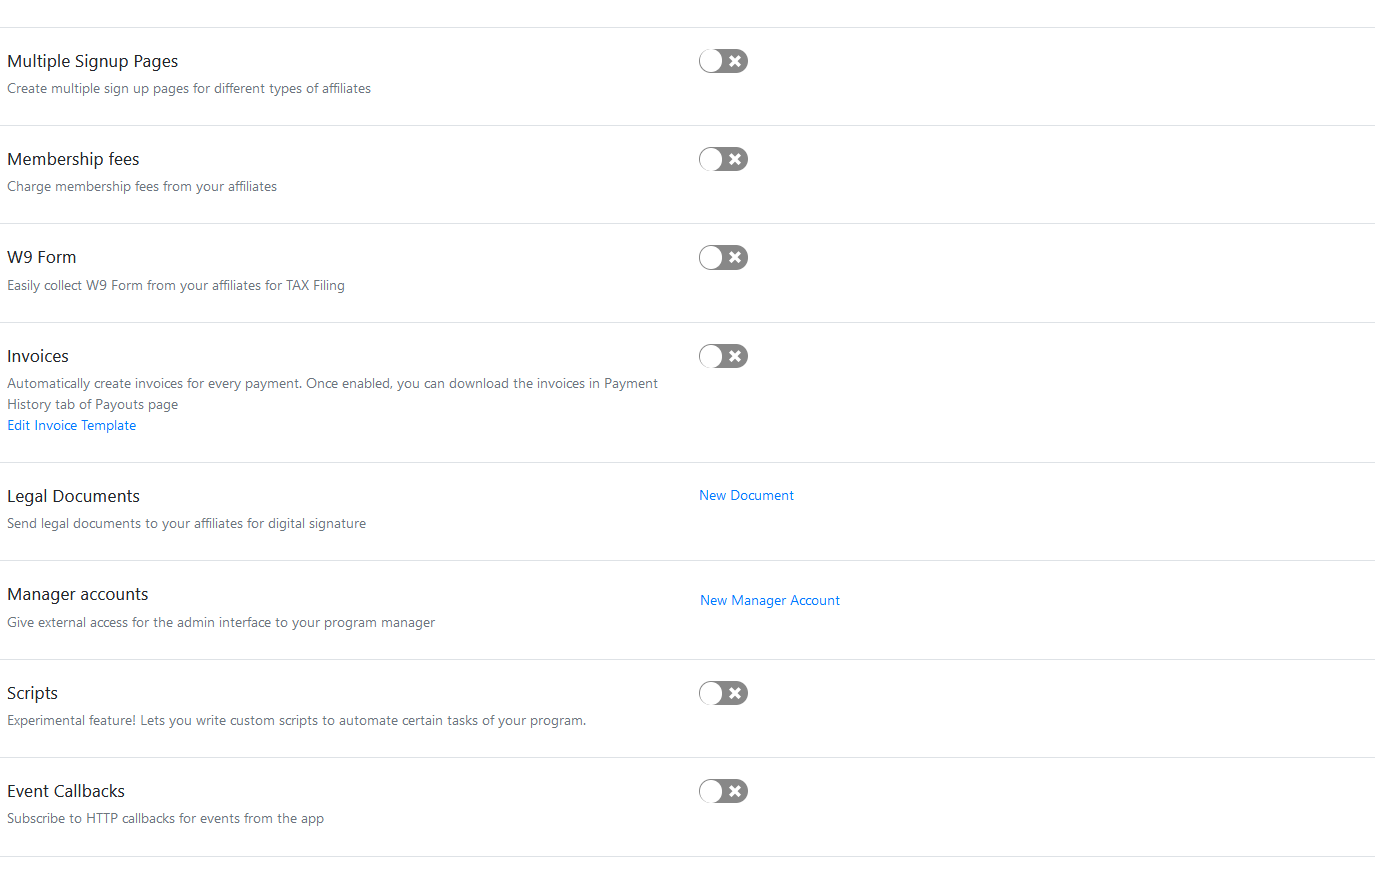 Multiple Signup Pages
Create multiple sign up pages for different types of affiliates
Membership fees
Charge membership fees from your affiliates
W9 Form
Easily collect W9 Form from your affiliates for TAX Filing
Invoices
Automatically create invoices for every payment. Once enabled, you can download the invoices in Payment
History tab of Payouts page
Edit Invoice Template
Legal Documents
New Document
Send legal documents to your affiliates for digital signature
Manager accounts
New Manager Account
Give external access for the admin interface to your program manager
Scripts
Experimental feature! Lets you write custom scripts to automate certain tasks of your program.
Event Callbacks
Subscribe to HTTP callbacks for events from the app